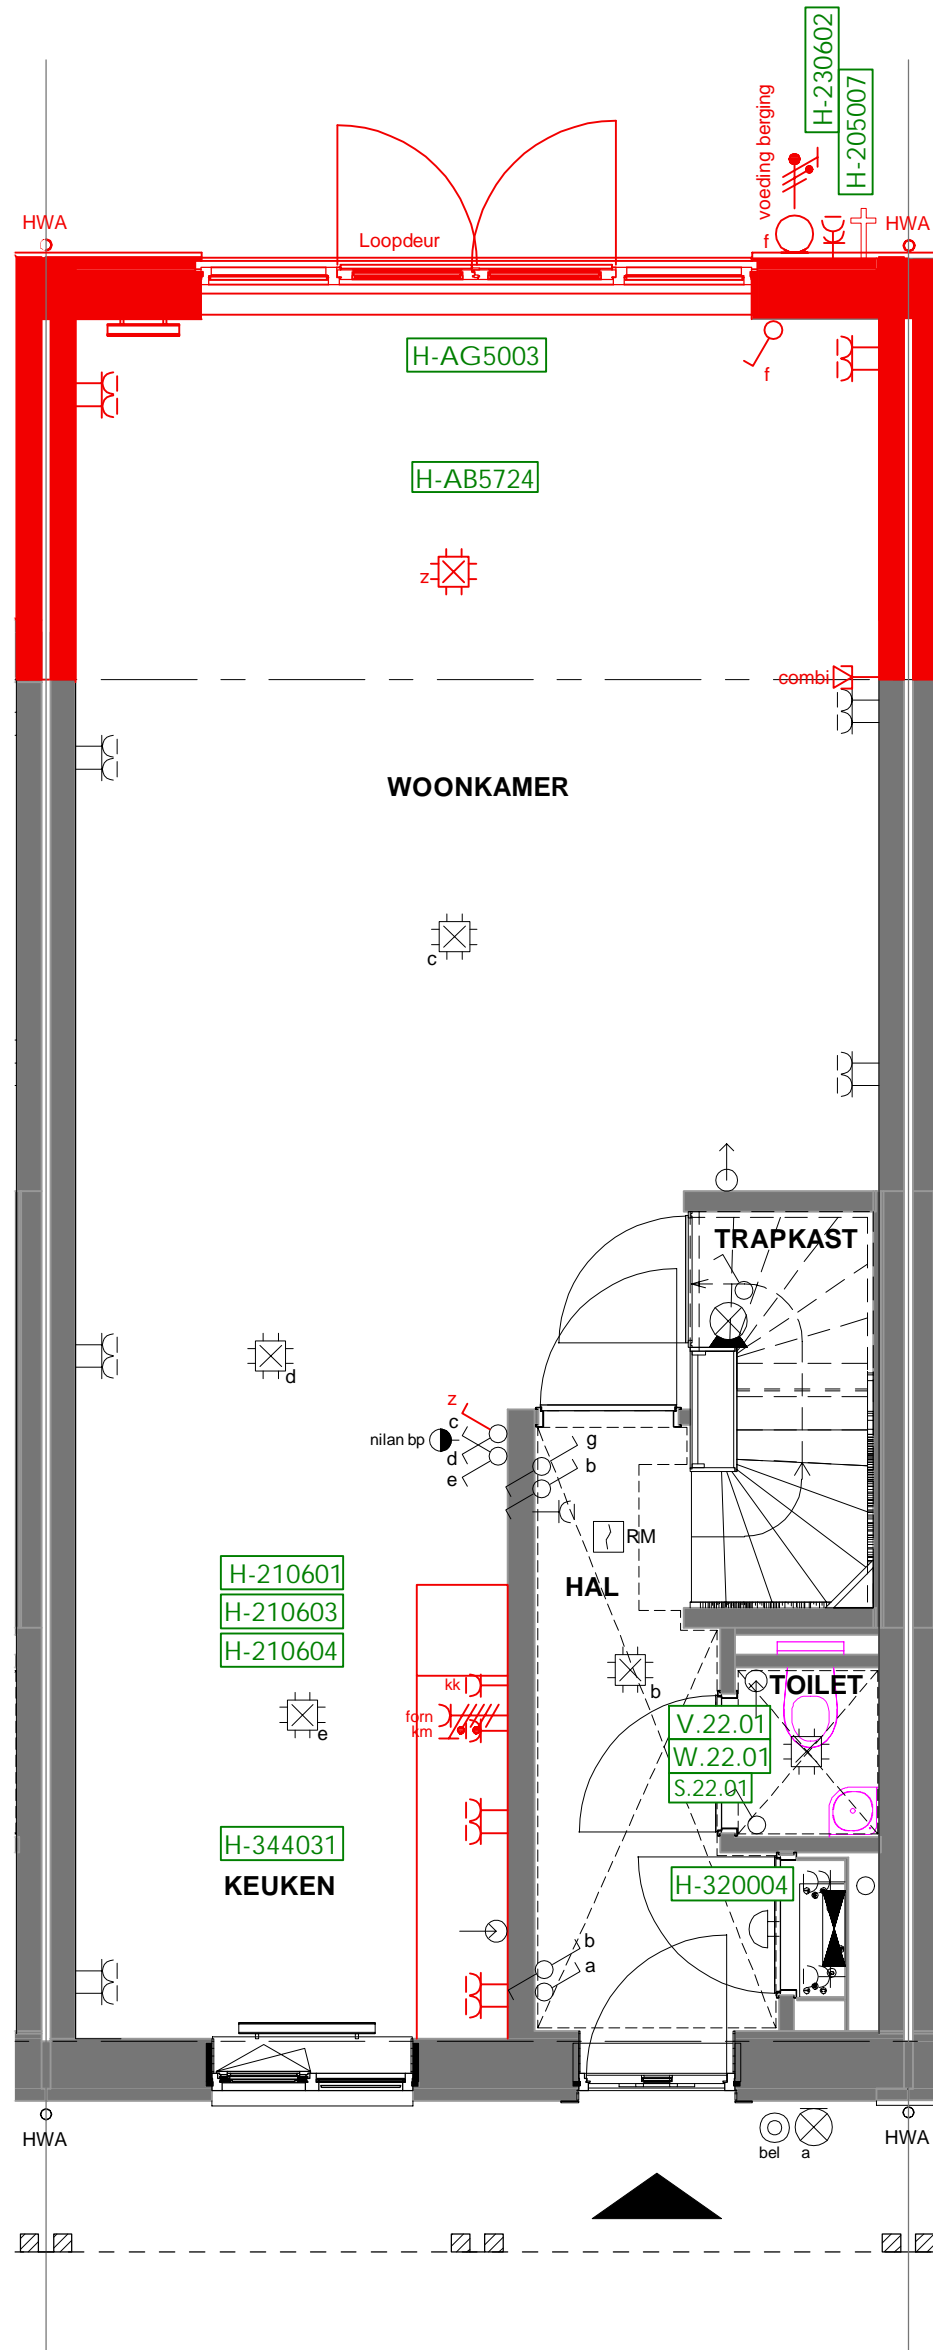 H-230602
H-205007
voeding berging
HWA
Loopdeur
f
HWA
H-AG5003
f
H-AB5724
z
combi
WOONKAMER
c
TRAPKAST
d
z
c
nilan bp
d
e
g
b
RM
HAL
H-210601
H-210603
H-210604
kk
forn
km
e
b
TOILET
V.22.01
W.22.01
S.22.01
H-344031
KEUKEN
H-320004
b
a
HWA
bel
a
HWA